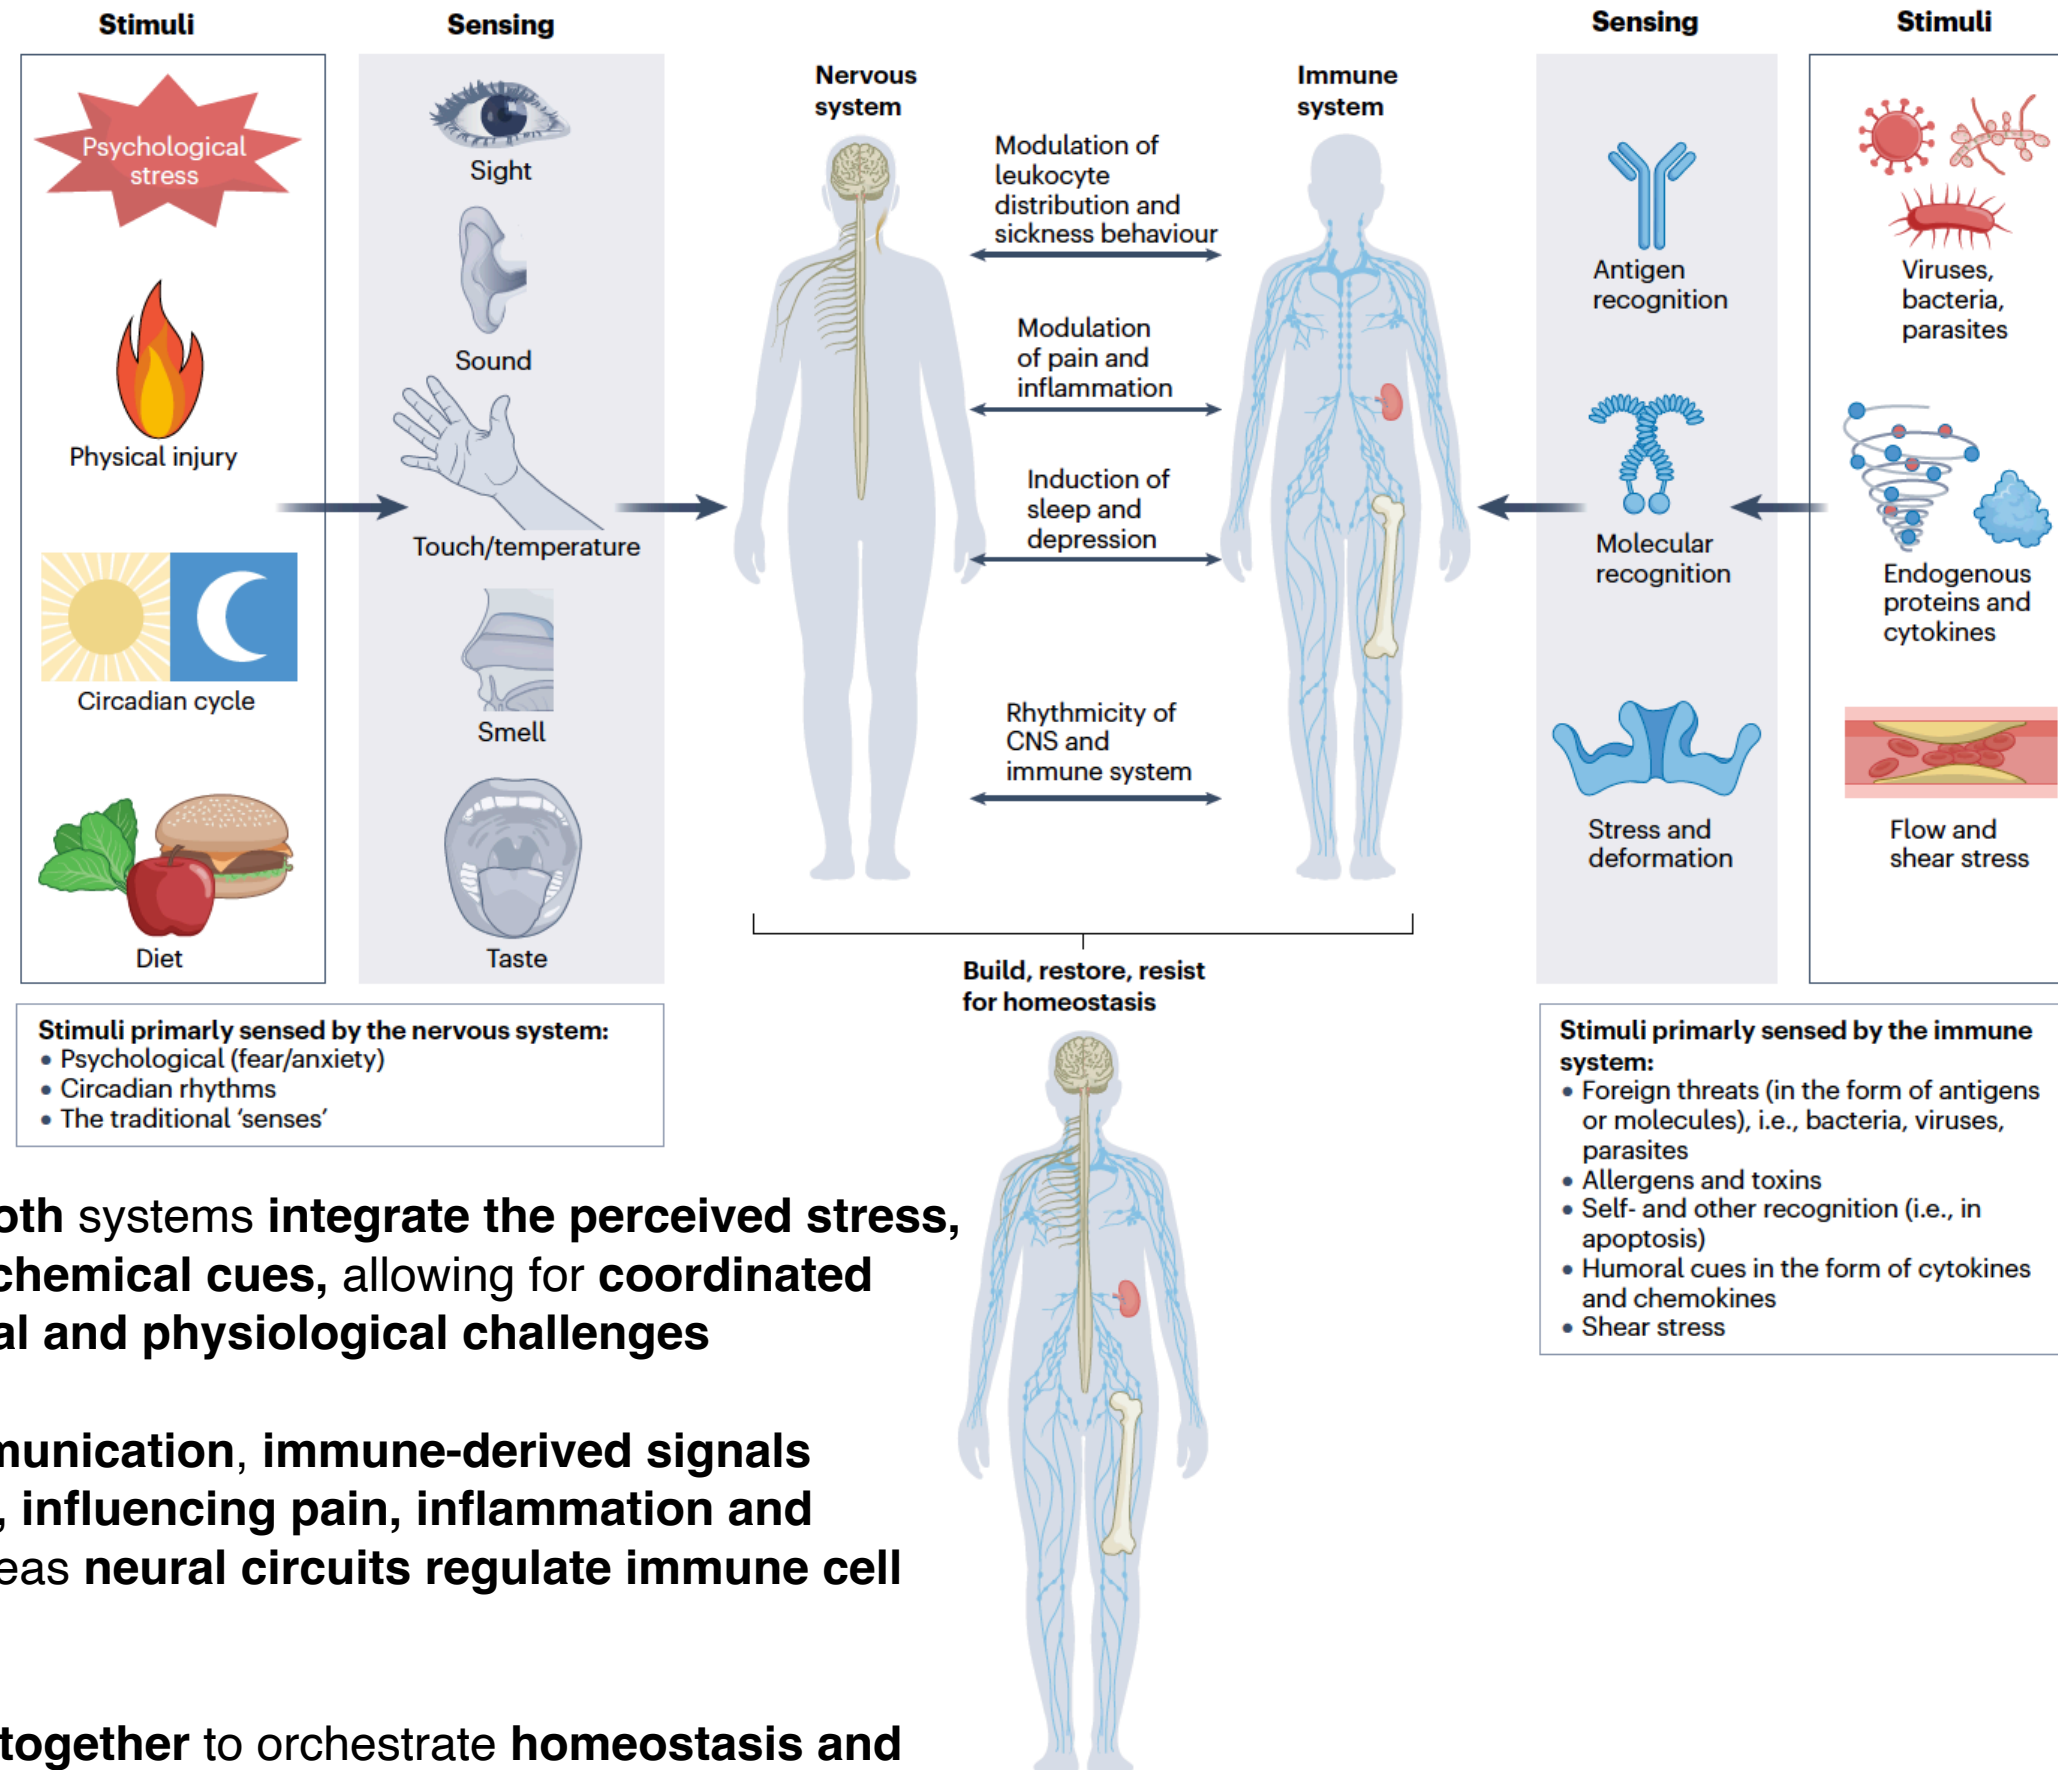 Stimuli
Sensing
Psychological
stress
Physical injury
Circadian cycle
Diet
Sight
Sound
Touch/temperature
Smell
Taste
Nervous
system
Immune
system
Modulation of
leukocyte
distribution and
sickness behaviour
Modulation
of pain and
inflammation
Induction of
sleep and
depression
Rhythmicity of
CNS and
immune system
Sensing
Stimuli
Antigen
recognition
Molecular
recognition
Stress and
deformation
Viruses,
bacteria,
parasites
Endogenous
proteins and
cytokines
Flow and
shear stress
Build, restore, resist
for homeostasis
Stimuli primarly sensed by the nervous system:
• Psychological (fear/anxiety)
• Circadian rhythms
• The traditional ‘senses’
Stimuli primarly sensed by the immune
system:
• Foreign threats (in the form of antigens
or molecules), i.e., bacteria, viruses,
parasites
• Allergens and toxins
• Self- and other recognition (i.e., in
apoptosis)
• Humoral cues in the form of cytokines
and chemokines
• Shear stress
oth systems integrate the perceived stress,
chemical cues, allowing for coordinated
al and physiological challenges
munication, immune-derived signals
, influencing pain, inflammation and
eas neural circuits regulate immune cell
together to orchestrate homeostasis and